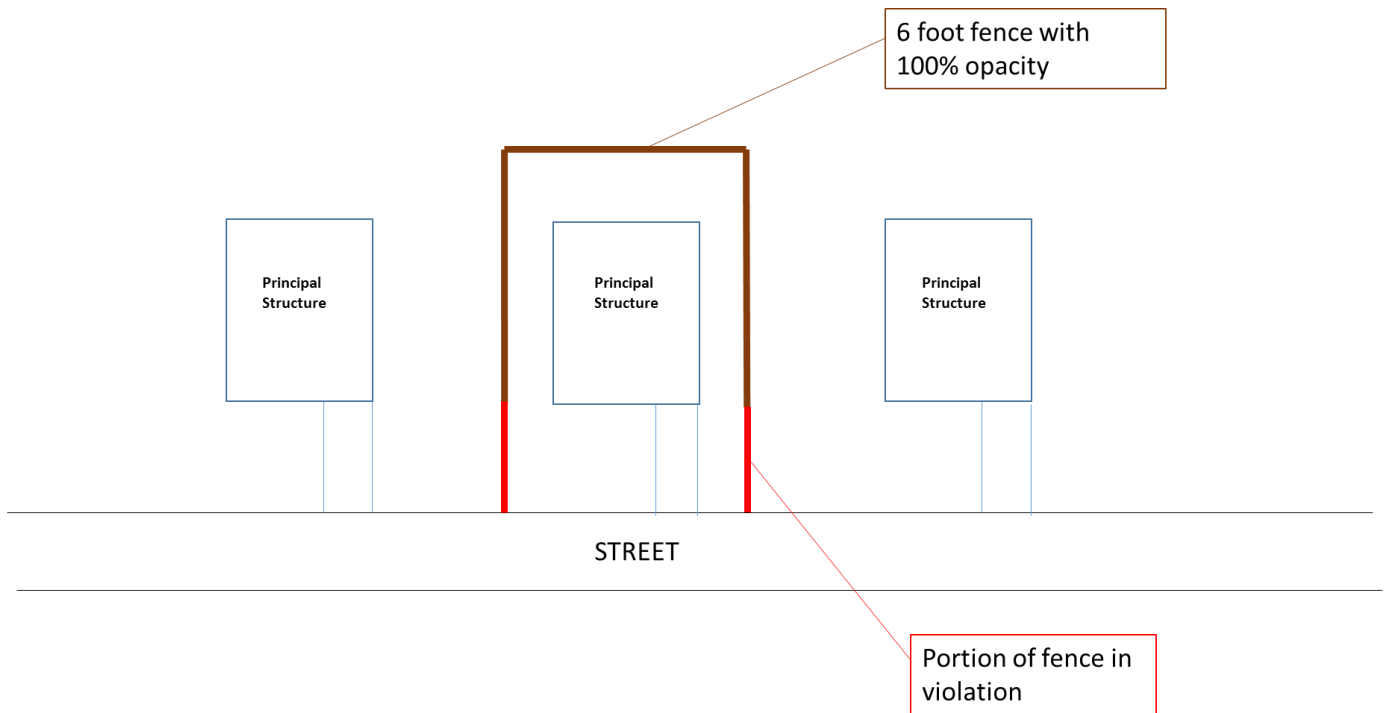 6 foot fence with
100% opacity
Principal
Structure
Principal
Structure
Principal
Structure
STREET
Portion of fence in
violation